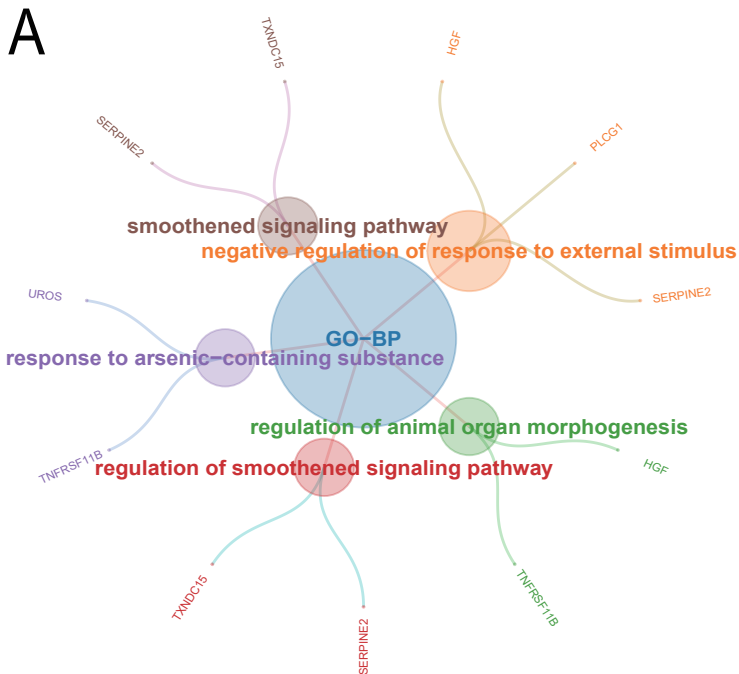 A
TXNDC15
HGF
SERPINE2
PLCG1
smoothened signaling pathway
negative regulation of response to external stimulus
UROS
SERPINE2
GO−BP
response to arsenic−containing substance
regulation of animal organ morphogenesis
TNFRSF11B
regulation of smoothened signaling pathway
HGF
TXNDC15
TNFRSF11B
SERPINE2